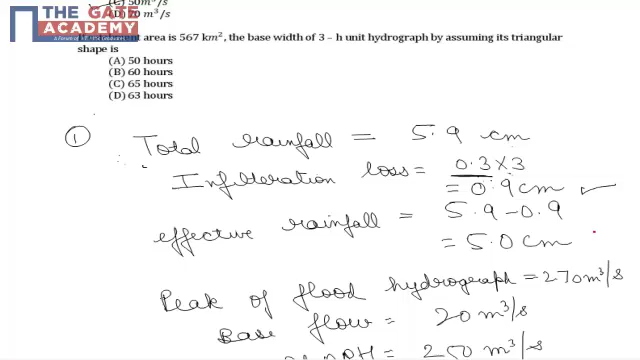 (C) 50m³/s
THE GATE
ACADEMY
(D) 70 m³/s
area is 567 km², the base width of 3 – h unit hydrograph by assuming its triangular
shape is
(A) 50 hours
(B) 60 hours
(C) 65 hours
(D) 63 hours
① Total rainfall = 5.9 cm
Infilteration loss = 0.3 × 3
= 0.9 cm
effective rainfall = 5.9 - 0.9
= 5.0 cm
Peak of flood hydrograph = 270 m³/s
Base flow = 20 m³/s
DRH = 250 m³/s